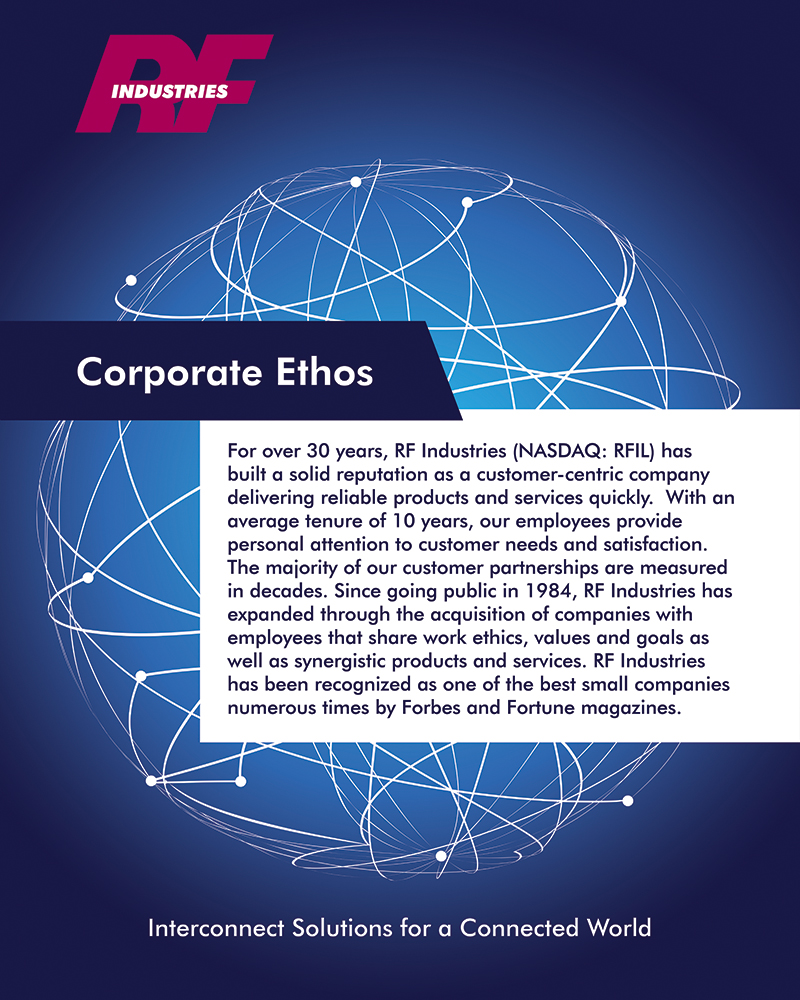 RF
INDUSTRIES
Corporate Ethos
For over 30 years, RF Industries (NASDAQ: RFIL) has
built a solid reputation as a customer-centric company
delivering reliable products and services quickly.  With an
average tenure of 10 years, our employees provide
personal attention to customer needs and satisfaction.
The majority of our customer partnerships are measured
in decades. Since going public in 1984, RF Industries has
expanded through the acquisition of companies with
employees that share work ethics, values and goals as
well as synergistic products and services. RF Industries
has been recognized as one of the best small companies
numerous times by Forbes and Fortune magazines.
Interconnect Solutions for a Connected World